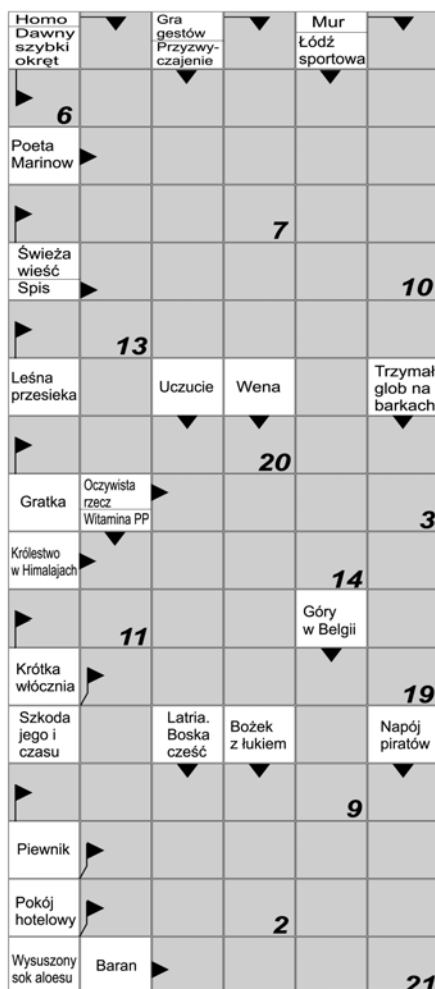 Homo
Dawny
szybki
okręt
Gra
gestów
Przyzwy-
czajenie
Mur
Łódź
sportowa
6
Poeta
Marinow
7
Świeża
wieść
Spis
10
13
Leśna
przesieka
Uczucie
Wena
Trzymał
glob na
barkach
20
Gratka
Oczywista
rzecz
Witamina PP
3
Królestwo
w Himalajach
14
11
Góry
w Belgii
Krótka
włócznia
19
Szkoda
jego i
czasu
Latria.
Boska
cześć
Bożek
z łukiem
Napój
piratów
9
Piewnik
Pokój
hotelowy
2
Wysuszony
sok aloesu
Baran
21